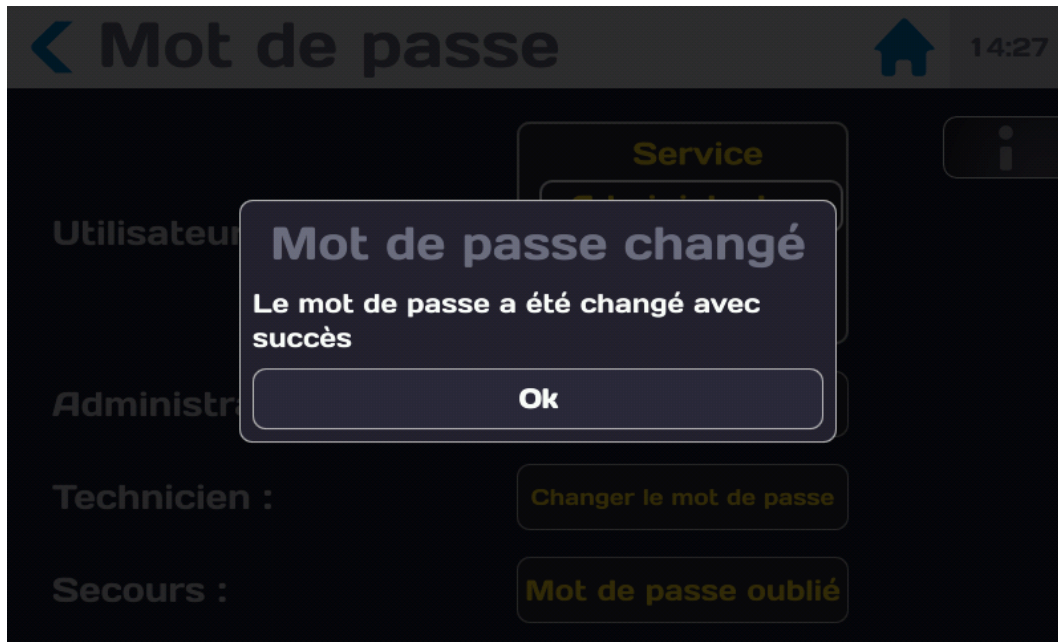 Mot de passe
14:27
Service
Utilisateur
Mot de passe changé
Le mot de passe a été changé avec
succès
Ok
Administra
Technicien :
Changer le mot de passe
Secours :
Mot de passe oublié